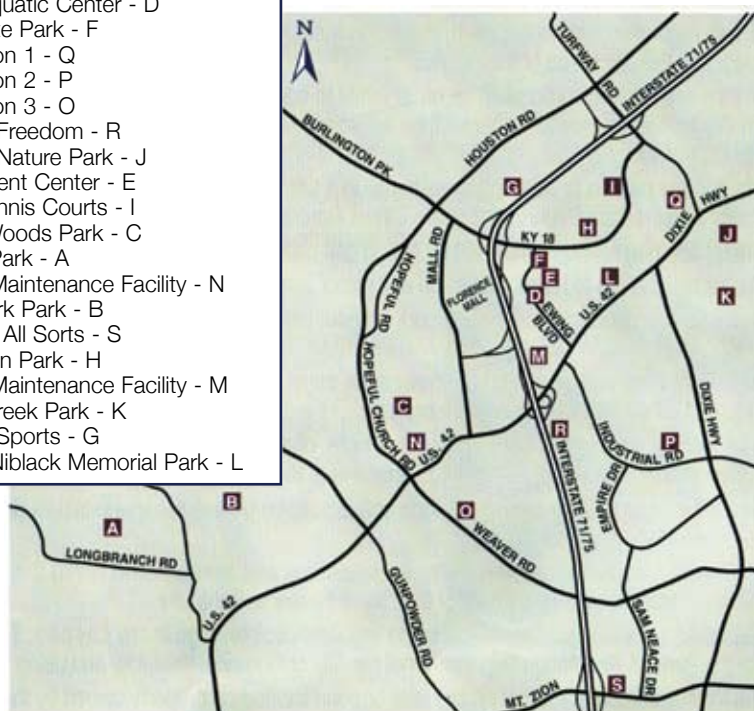 quatic Center - D
e Park - F
on 1 - Q
on 2 - P
on 3 - O
Freedom - R
Nature Park - J
ent Center - E
nnis Courts - I
Woods Park - C
Park - A
Maintenance Facility - N
rk Park - B
All Sorts - S
n Park - H
Maintenance Facility - M
Creek Park - K
Sports - G
Niblack Memorial Park - L
N
TURFWAY RD
INTERSTATE 71/75
BURLINGTON PK
HOUSTON RD
G
I
Q
DIXIE HWY
H
J
KY 18
MALL RD
HOPEFUL RD
F
E
L
D
K
FLORENCE
MALL
EWING
BLVD
U.S. 42
M
HOPEFUL CHURCH RD
C
N
U.S. 42
R
INDUSTRIAL RD
P
DIXIE HWY
INTERSTATE 71/75
EMPIRE DR
B
O
A
WEAVER RD
LONGBRANCH RD
U.S. 42
GUNPOWDER RD
SAM NEACE DR
S
MT. ZION